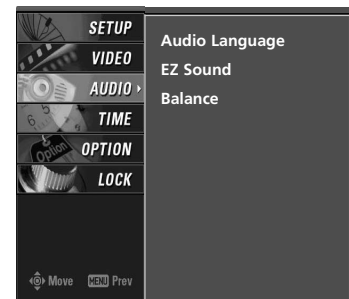 SETUP
VIDEO
AUDIO
TIME
OPTION
LOCK
Audio Language
EZ Sound
Balance
Move MENU Prev